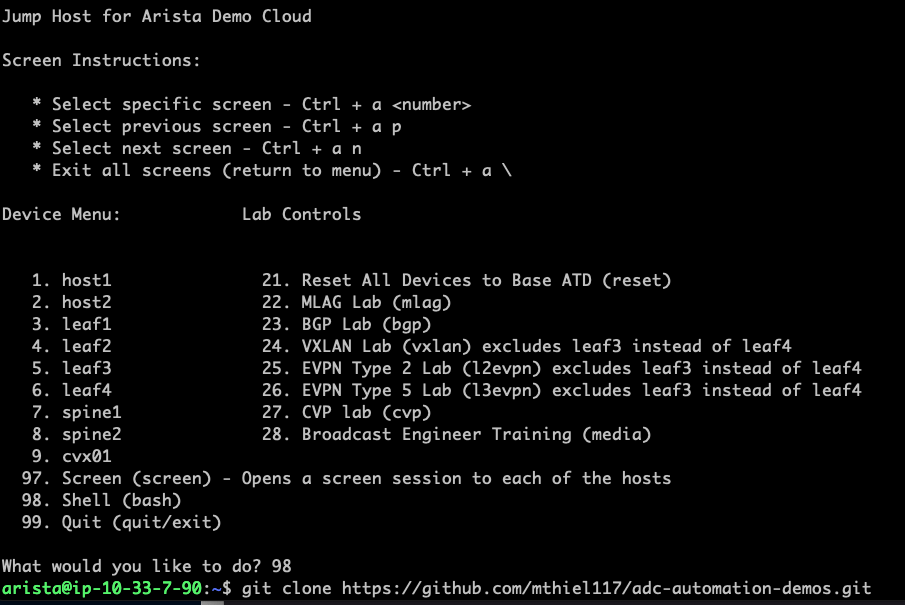 Jump Host for Arista Demo Cloud
Screen Instructions:
* Select specific screen - Ctrl + a <number>
* Select previous screen - Ctrl + a p
* Select next screen - Ctrl + a n
* Exit all screens (return to menu) - Ctrl + a \
Device Menu: Lab Controls
1. host1 21. Reset All Devices to Base ATD (reset)
2. host2 22. MLAG Lab (mlag)
3. leaf1 23. BGP Lab (bgp)
4. leaf2 24. VXLAN Lab (vxlan) excludes leaf3 instead of leaf4
5. leaf3 25. EVPN Type 2 Lab (l2evpn) excludes leaf3 instead of leaf4
6. leaf4 26. EVPN Type 5 Lab (l3evpn) excludes leaf3 instead of leaf4
7. spine1 27. CVP lab (cvp)
8. spine2 28. Broadcast Engineer Training (media)
9. cvx01
97. Screen (screen) - Opens a screen session to each of the hosts
98. Shell (bash)
99. Quit (quit/exit)
What would you like to do? 98
arista@ip-10-33-7-90:~$ git clone https://github.com/mthiel117/adc-automation-demos.git